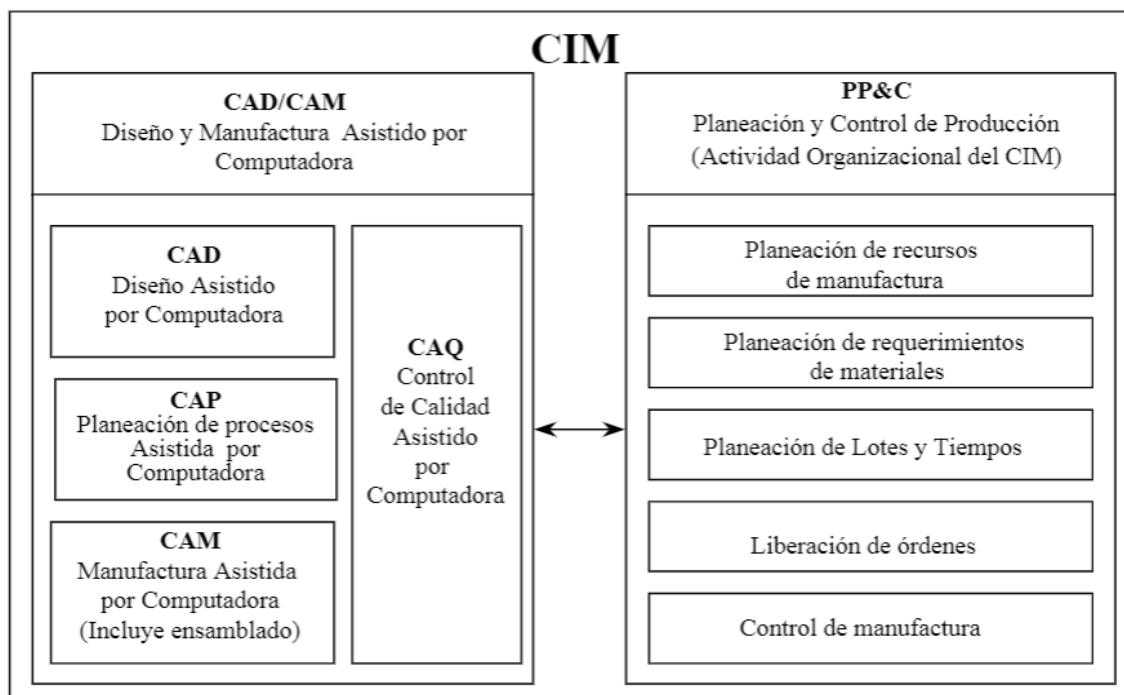 CIM
CAD/CAM
Diseño y Manufactura Asistido por
Computadora
CAD
Diseño Asistido
por Computadora
CAP
Planeación de procesos
Asistida por
Computadora
CAM
Manufactura Asistida
por Computadora
(Incluye ensamblado)
CAQ
Control
de Calidad
Asistido
por
Computadora
PP&C
Planeación y Control de Producción
(Actividad Organizacional del CIM)
Planeación de recursos
de manufactura
Planeación de requerimientos
de materiales
Planeación de Lotes y Tiempos
Liberación de órdenes
Control de manufactura